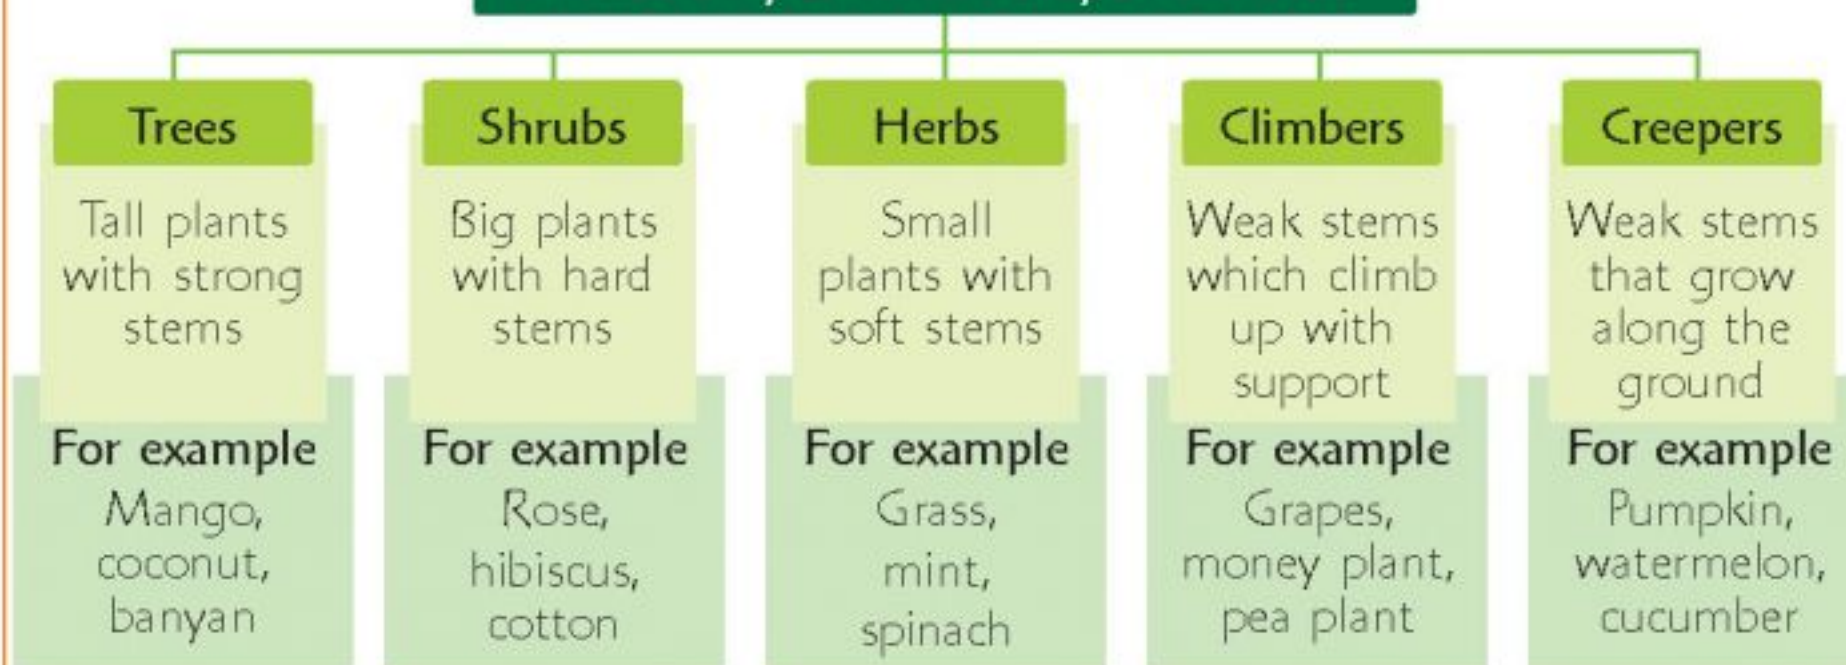 Trees
Tall plants
with strong
stems
For example
Mango,
coconut,
banyan
Shrubs
Big plants
with hard
stems
For example
Rose,
hibiscus,
cotton
Herbs
Small
plants with
soft stems
For example
Grass,
mint,
spinach
Climbers
Weak stems
which climb
up with
support
For example
Grapes,
money plant,
pea plant
Creepers
Weak stems
that grow
along the
ground
For example
Pumpkin,
watermelon,
cucumber